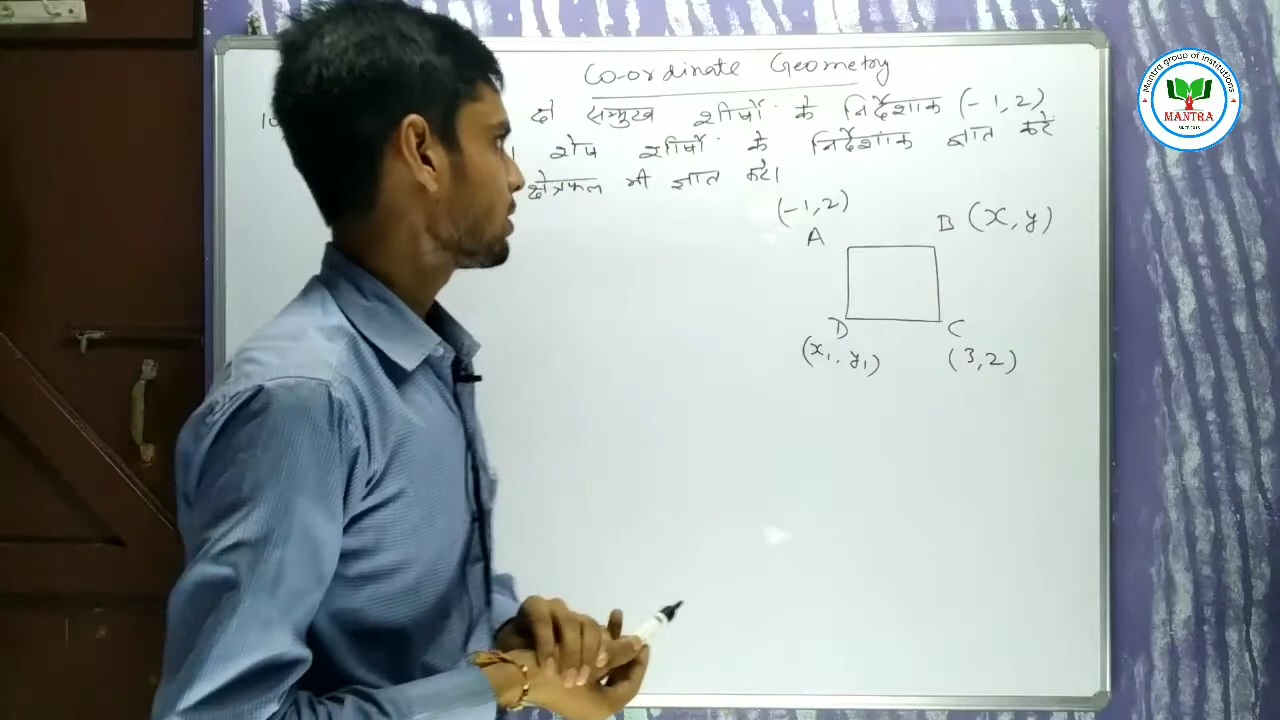 Co-ordinate Geometry
10
दो सम्मुख शीर्षों के निर्देशांक (-1,2)
शेष शीर्षों के निर्देशांक ज्ञात करे
क्षेत्रफल भी ज्ञात करे।
(-1,2)
A
B (x,y)
D
C
(x1, y1)
(3,2)
Mantra group of institutions
MANTRA